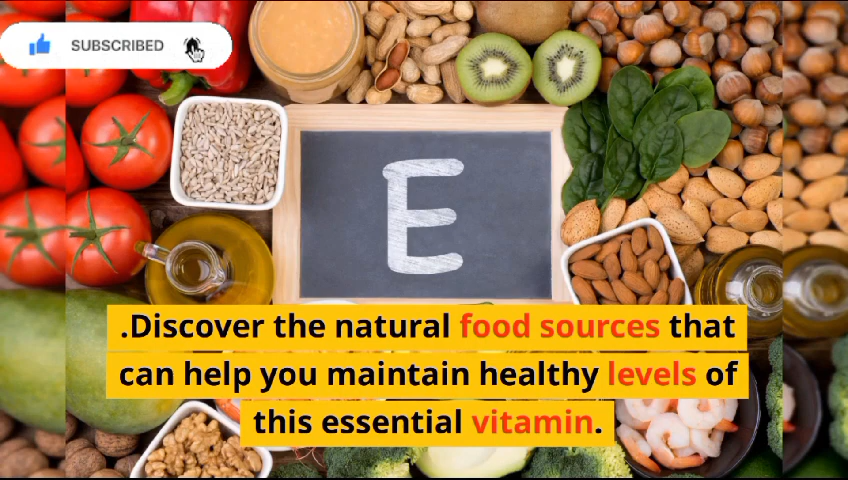 SUBSCRIBED
E
.Discover the natural food sources that
can help you maintain healthy levels of
this essential vitamin.